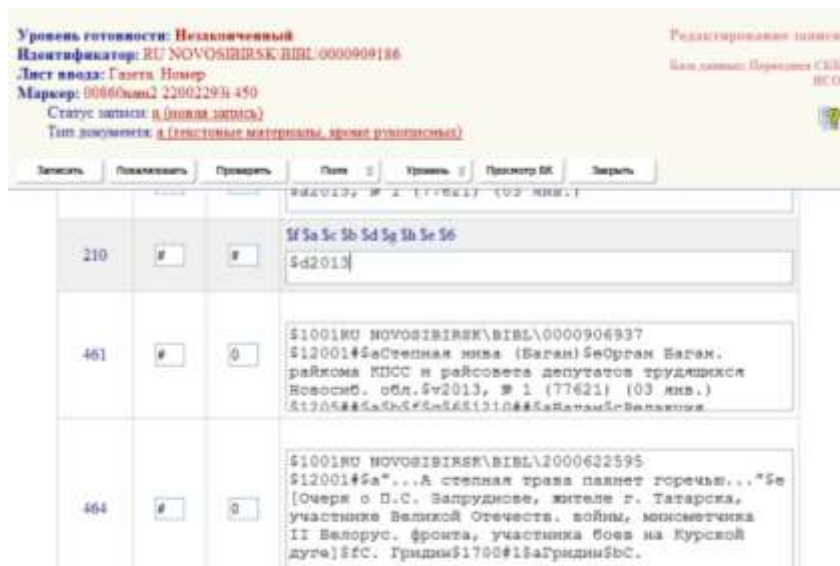 Уровень готовности: Незаконченный
Идентификатор: RU\NOVOSIBIRSK\BIBL\0000909186
Лист ввода: Газета. Номер
Маркер: 00860nam2 22002293i 450
Статус записи: n (новая запись)
Тип документа: a (текстовые материалы, кроме рукописных)
Редактирование записи
База данных:
Записать Проверить Поля Уровень Просмотр БК Закрыть
$d2013, № 1 (77621) (03 янв.)
$f $a $c $b $d $g $h $e $6
210 # # $d2013
461 # 0
$1001RU NOVOSIBIRSK\BIBL\0000906937
$12001#$aСтепная нива (Баган)$eОрган Баган.
райкома КПСС и райсовета депутатов трудящихся
Новосиб. обл.$v2013, № 1 (77621) (03 янв.)
464 # 0
$1001RU NOVOSIBIRSK\BIBL\2000622595
$12001#$a"...А степная трава пахнет горечью..."$e
[Очерк о П.С. Запруднове, жителе г. Татарска,
участнике Великой Отечеств. войны, минометчика
II Белорус. фронта, участника боев на Курской
дуге]$fС. Гридин$1700#1$aГридин$bС.